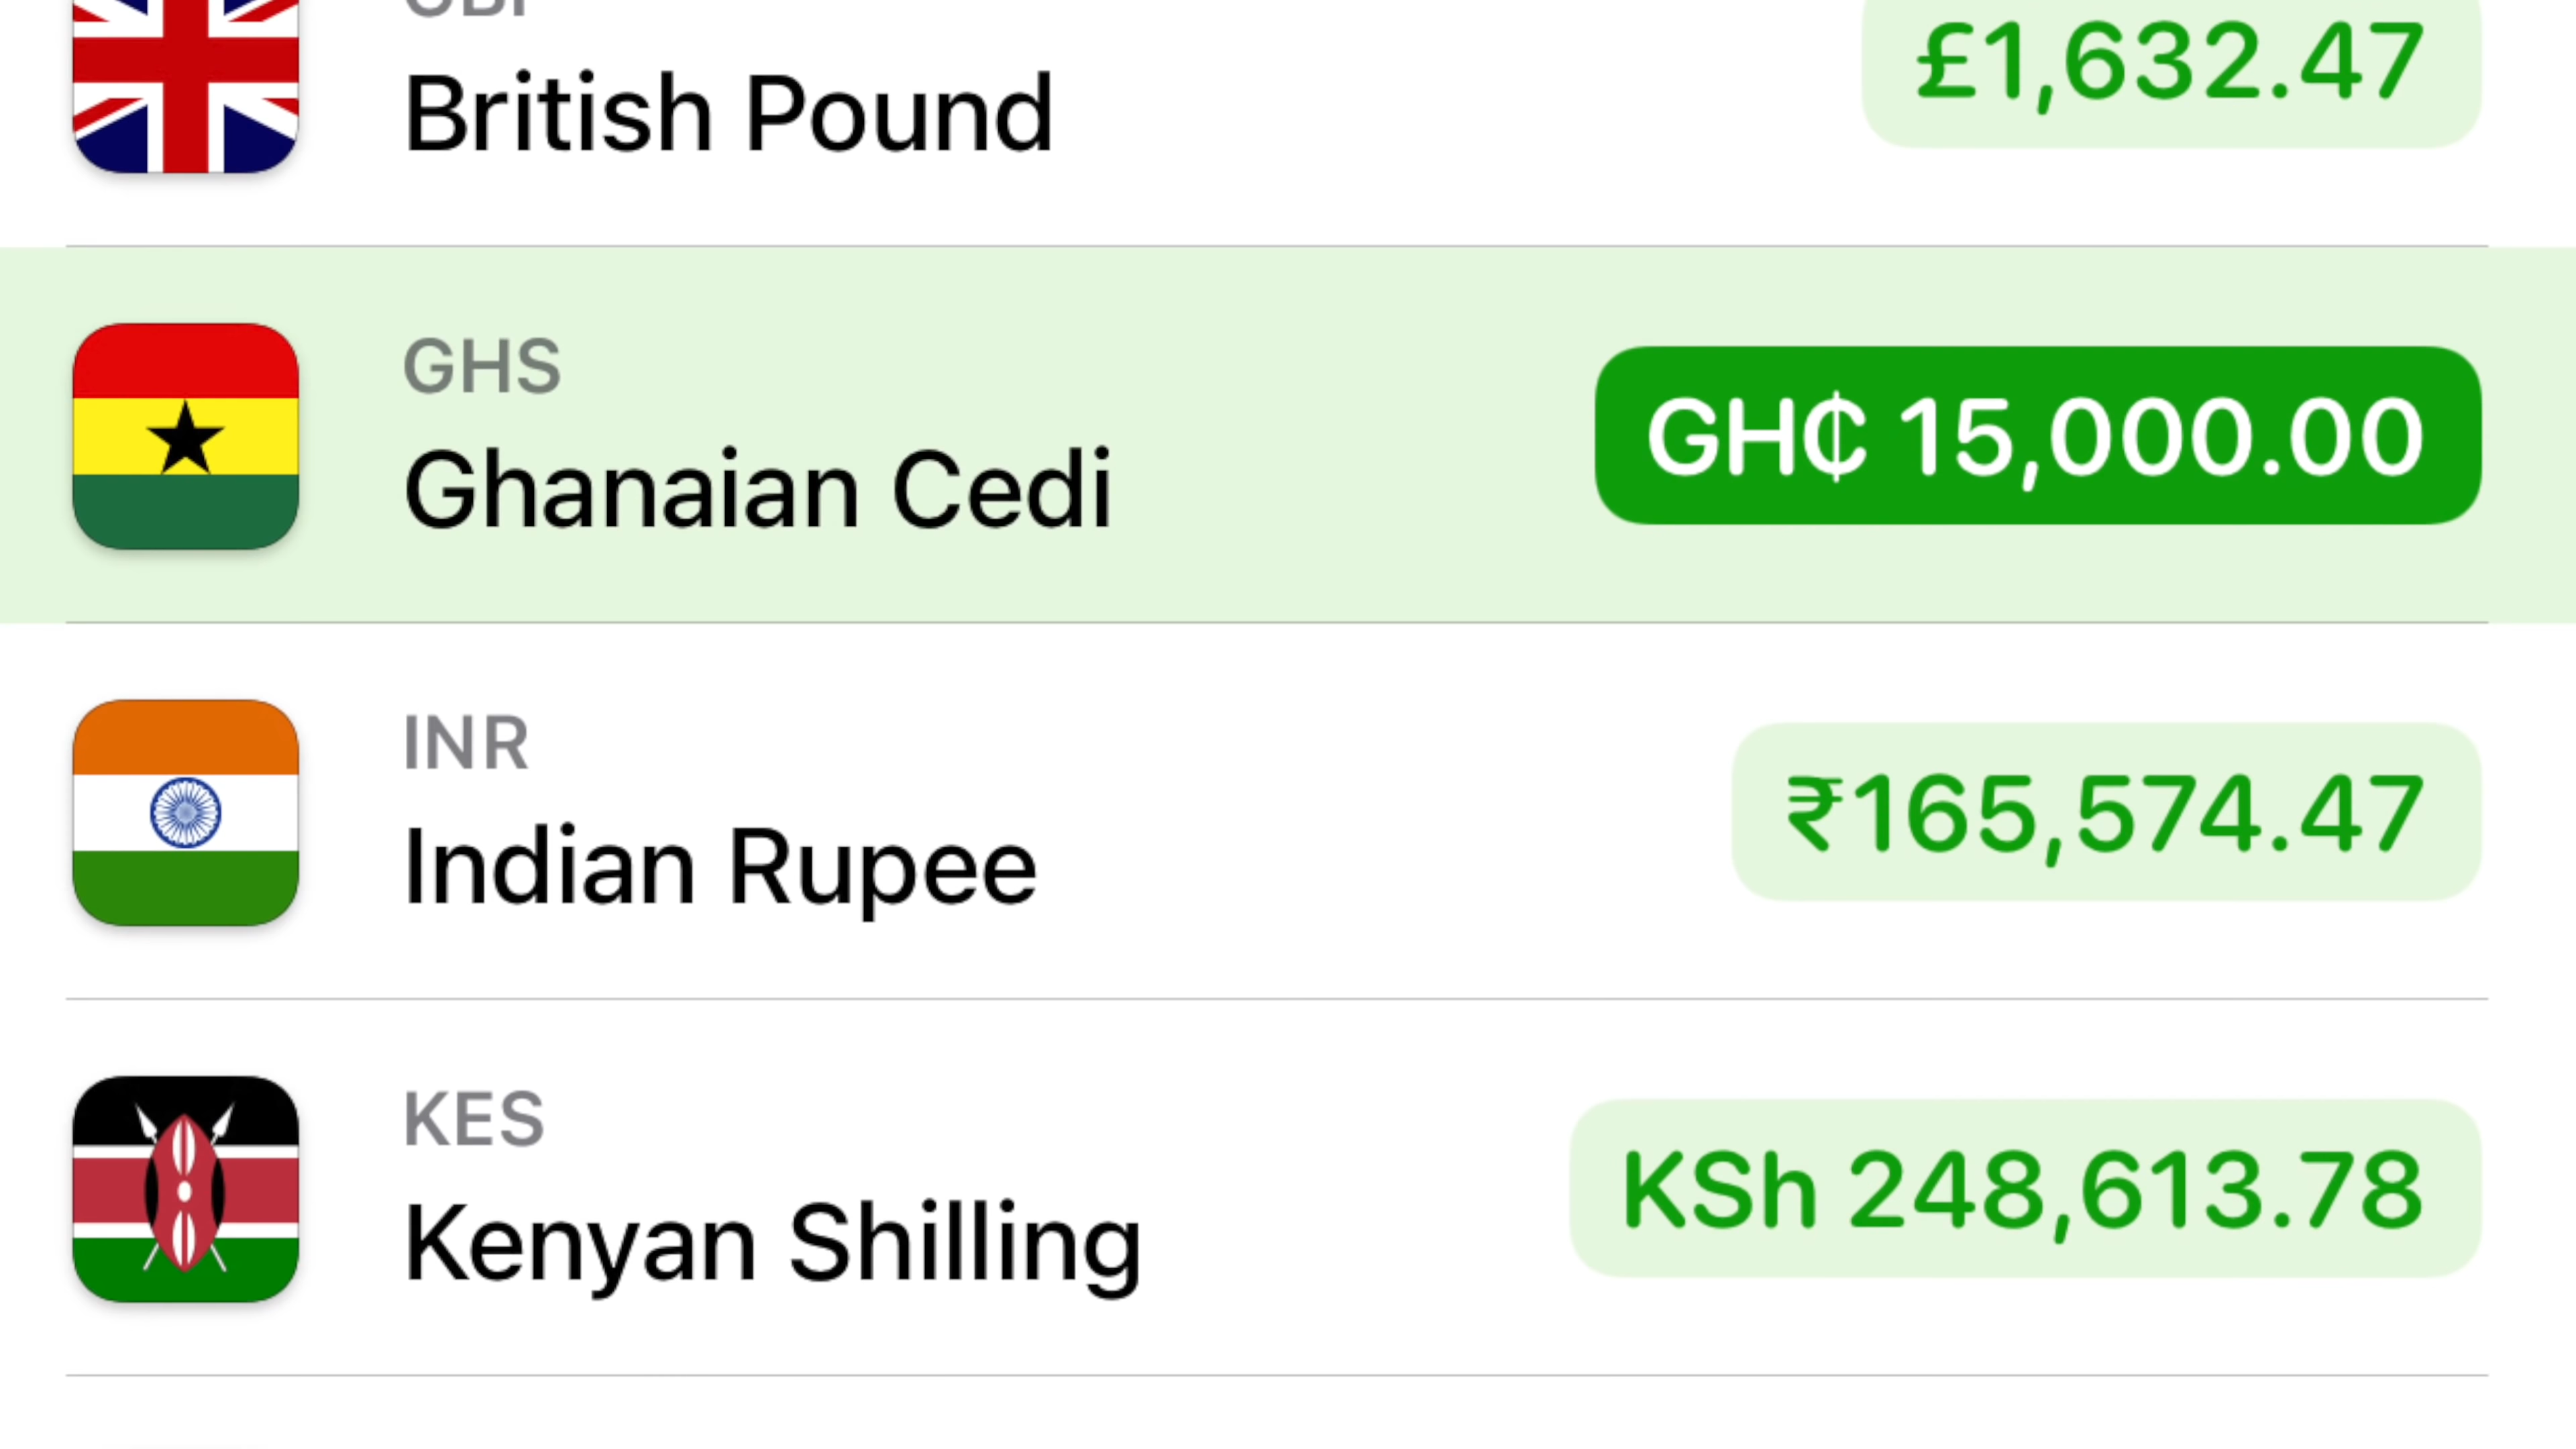 GBP
British Pound
£1,632.47
GHS
Ghanaian Cedi
GH₵ 15,000.00
INR
Indian Rupee
₹165,574.47
KES
Kenyan Shilling
KSh 248,613.78